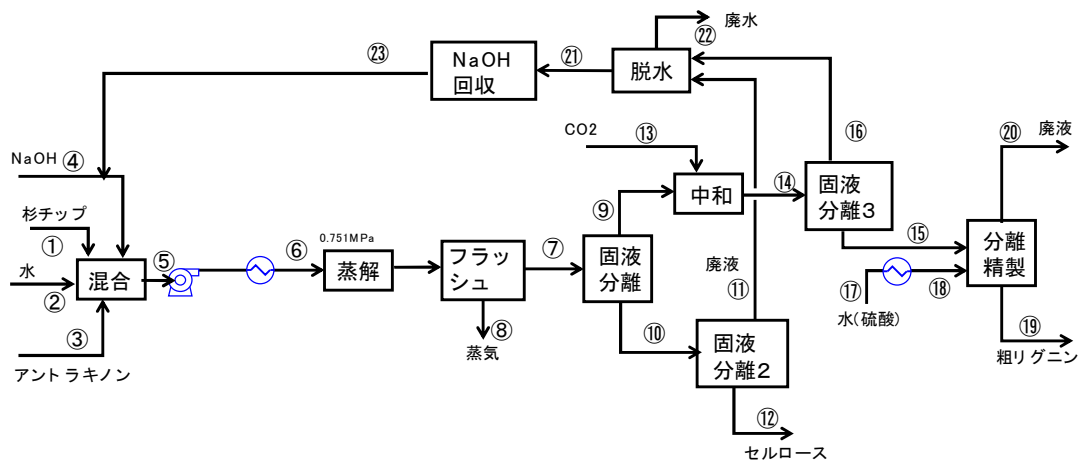 廃水
㉒
NaOH
回収
㉓
㉑
脱水
CO2
⑬
⑯
⑳
廃液
NaOH
④
中和
⑭
固液
分離3
⑨
杉チップ
①
0.751MPa
⑮
分離
精製
水
②
混合
⑤
⑥
蒸解
フラッ
シュ
⑦
固液
分離
廃液
⑪
⑰
⑱
水(硫酸)
③
アントラキノン
⑧
蒸気
⑩
固液
分離2
⑲
粗リグニン
⑫
セルロース